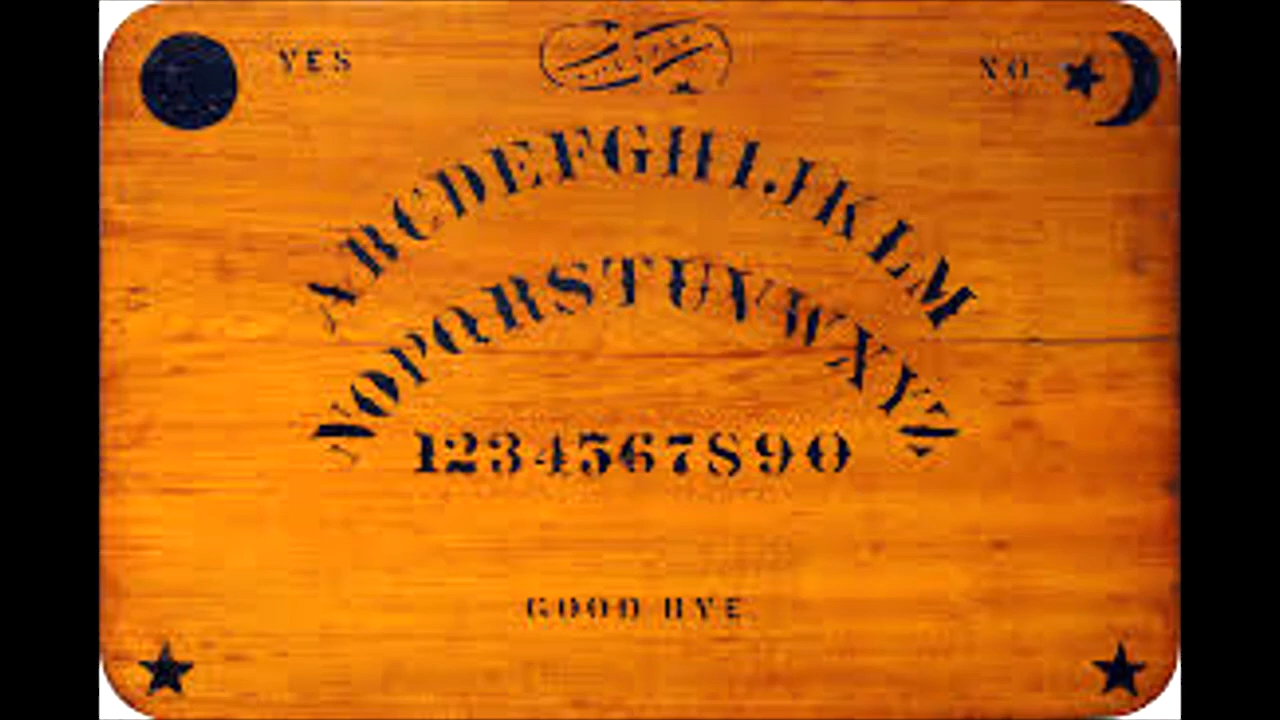 YES
NO
ABCDEFGHIJKLM
NOPQRSTUVWXYZ
1234567890
GOOD BYE